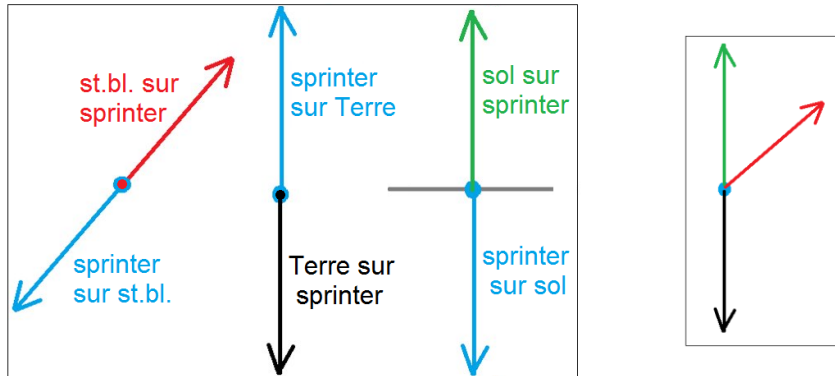 st.bl. sur
sprinter
sprinter
sur st.bl.
sprinter
sur Terre
Terre sur
sprinter
sol sur
sprinter
sprinter
sur sol